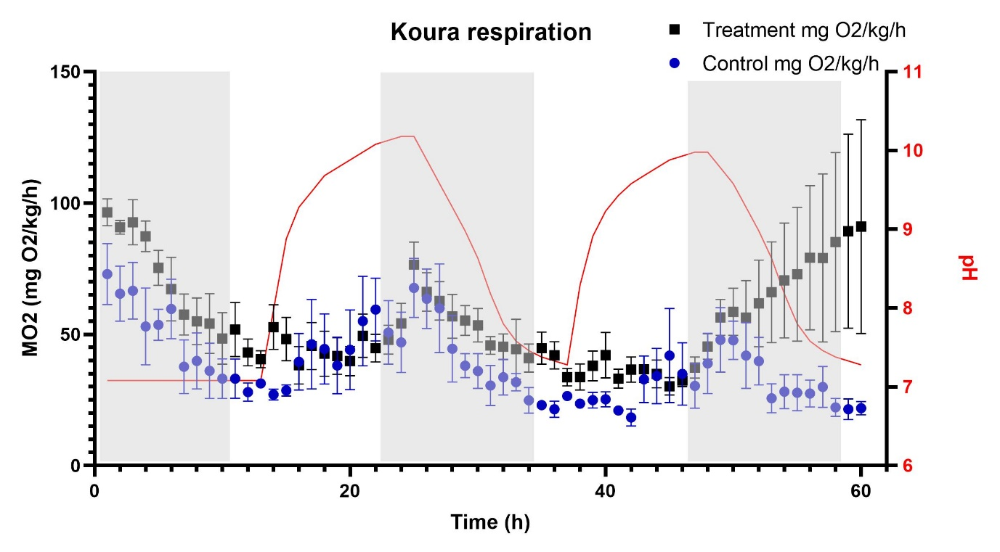 Koura respiration
Treatment mg O2/kg/h
Control mg O2/kg/h
150
100
50
0
MO2 (mg O2/kg/h)
11
10
9
8
7
6
pH
0
20
40
60
Time (h)